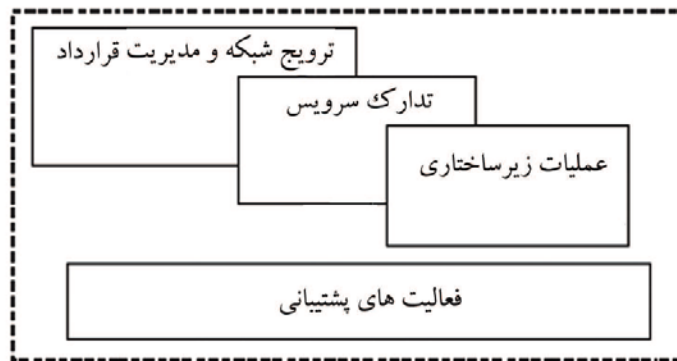 ترویج شبکه و مدیریت قرارداد
تدارک سرویس
عملیات زیرساختاری
فعالیت های پشتیبانی